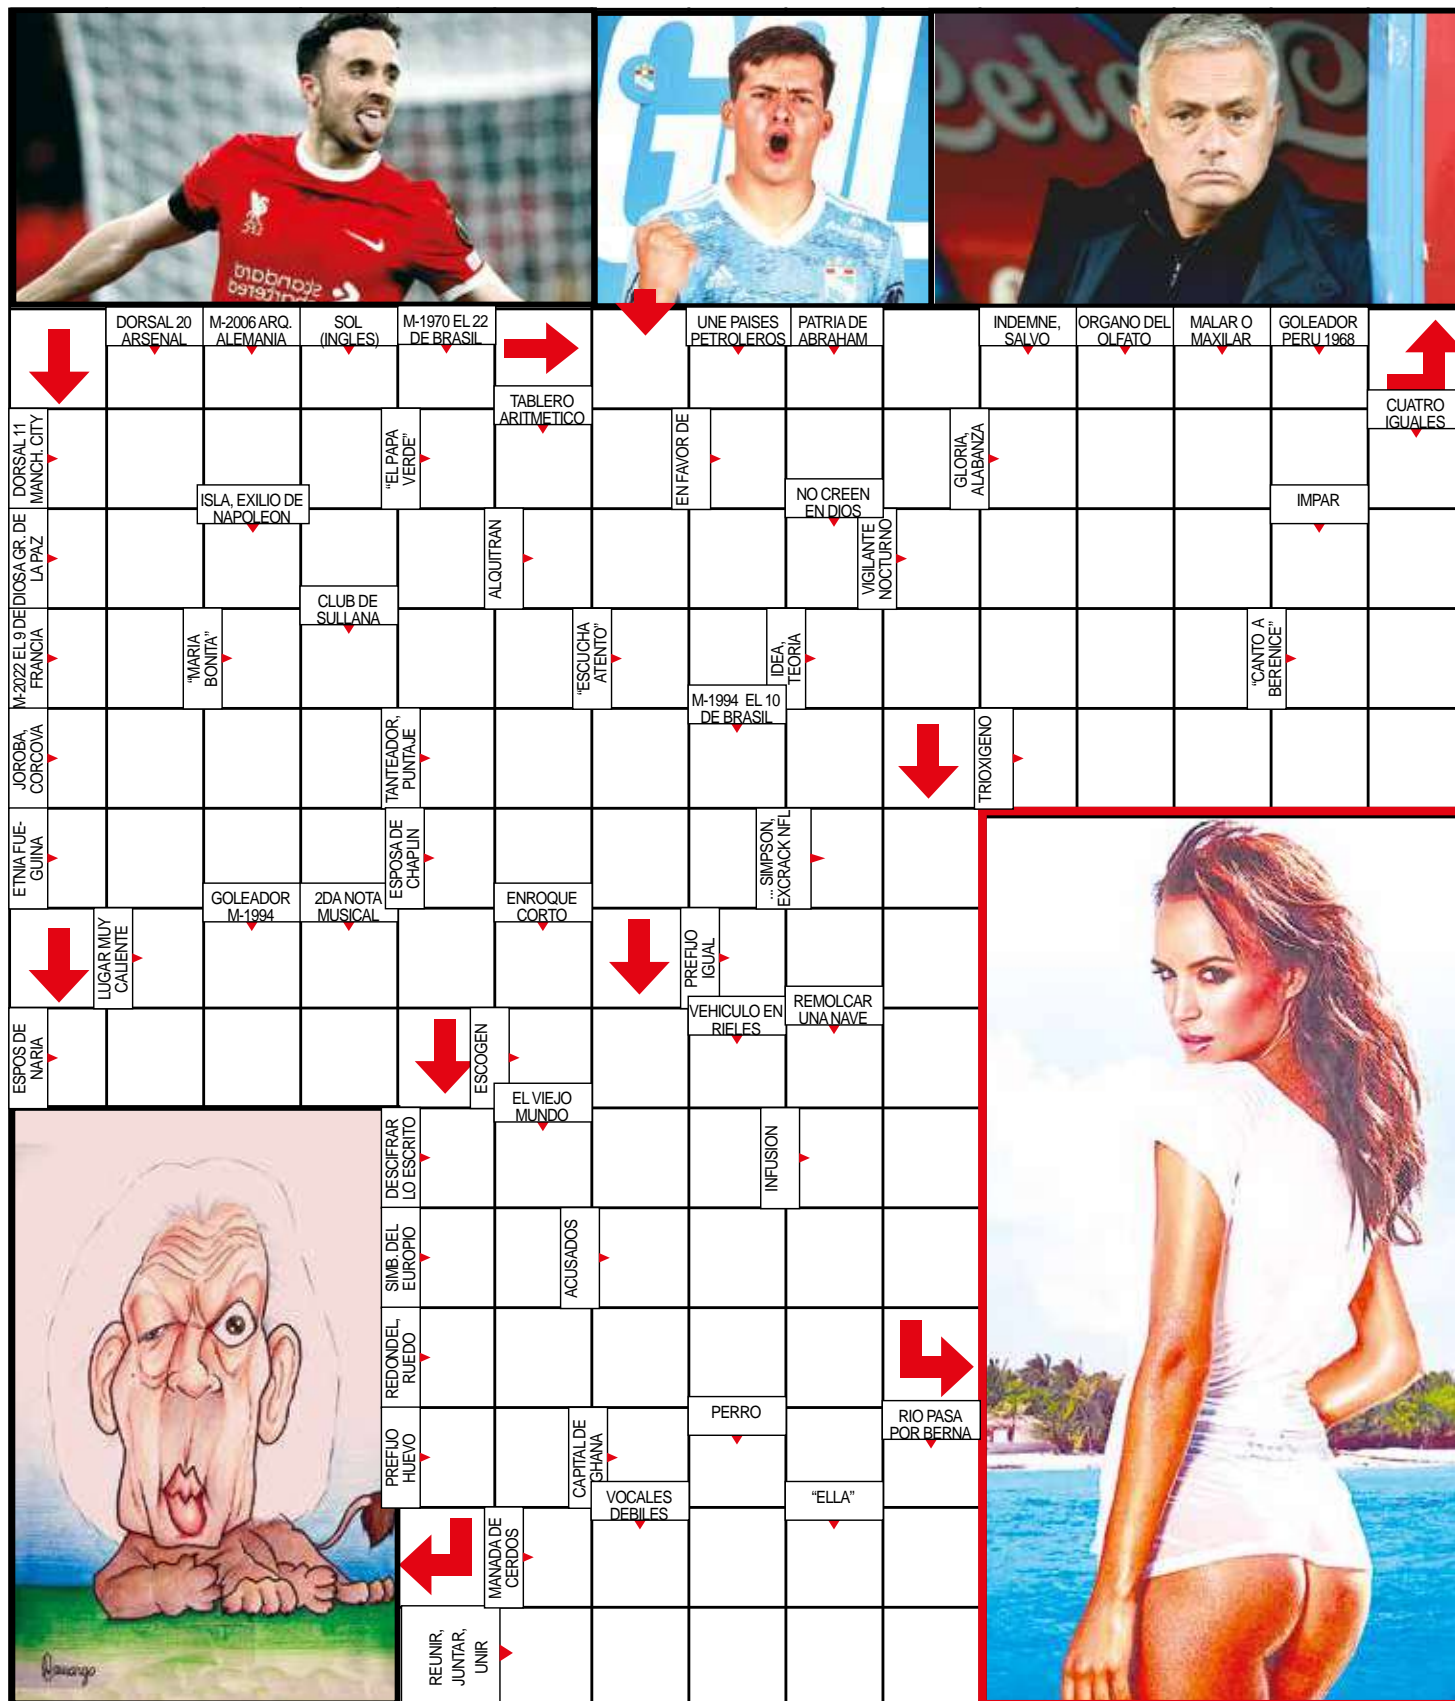 GOL
Lete
LFC
standard
chartered
DORSAL 20
ARSENAL
M-2006 ARQ.
ALEMANIA
SOL
(INGLES)
M-1970 EL 22
DE BRASIL
UNE PAISES
PETROLEROS
PATRIA DE
ABRAHAM
INDEMNE,
SALVO
ORGANO DEL
OLFATO
MALAR O
MAXILAR
GOLEADOR
PERU 1968
TABLERO
ARITMETICO
CUATRO
IGUALES
DORSAL 11
MANCH. CITY
"EL PAPA
VERDE"
EN FAVOR DE
GLORIA,
ALABANZA
ISLA, EXILIO DE
NAPOLEON
NO CREEN
EN DIOS
IMPAR
DIOSA GR. DE
LA PAZ
ALQUITRAN
VIGILANTE
NOCTURNO
CLUB DE
SULLANA
M-2022 EL 9 DE
FRANCIA
"MARIA
BONITA"
"ESCUCHA
ATENTO"
IDEA,
TEORIA
"CANTO A
BERENICE"
M-1994 EL 10
DE BRASIL
JOROBA,
CORCOVA
TANTEADOR,
PUNTAJE
TRIOXIGENO
ETNIA FUE-
GUINA
ESPOSA DE
CHAPLIN
... SIMPSON,
EXCRACK NFL
GOLEADOR
M-1994
2DA NOTA
MUSICAL
ENROQUE
CORTO
LUGAR MUY
CALIENTE
PREFIJO
IGUAL
VEHICULO EN
RIELES
REMOLCAR
UNA NAVE
ESPOS DE
NARIA
ESCOGEN
EL VIEJO
MUNDO
DESCIFRAR
LO ESCRITO
INFUSION
SIMB. DEL
EUROPIO
ACUSADOS
REDONDEL,
RUEDO
PERRO
RIO PASA
POR BERNA
PREFIJO
HUEVO
CAPITAL DE
GHANA
VOCALES
DEBILES
"ELLA"
MANADA DE
CERDOS
REUNIR,
JUNTAR,
UNIR